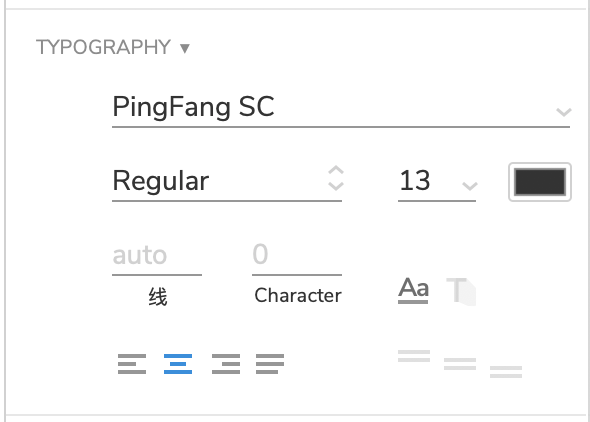 TYPOGRAPHY ▼
PingFang SC
Regular 13
auto 0
线 Character Aa T